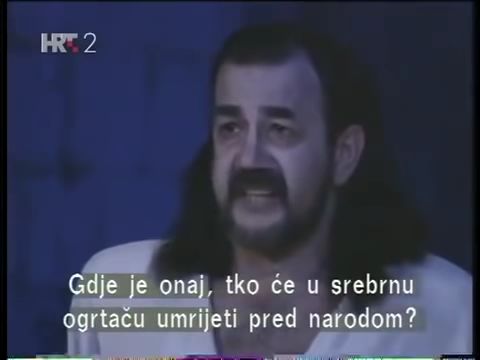 HRT 2
Gdje je onaj, tko će u srebrnu
ogrtaču umrijeti pred narodom?